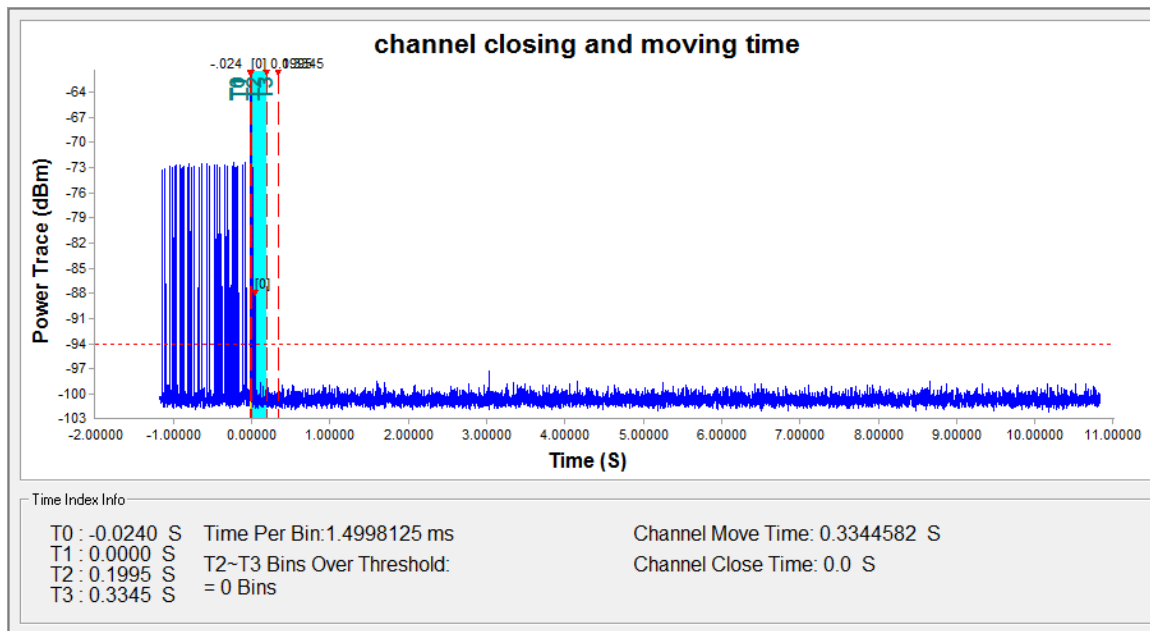 channel closing and moving time
-.024 [0]
T0
T3
-64
-67
-70
-73
-76
-79
-82
-85
-88
-91
-94
-97
-100
-103
Power Trace (dBm)
[0]
-2.00000 -1.00000 0.00000 1.00000 2.00000 3.00000 4.00000 5.00000 6.00000 7.00000 8.00000 9.00000 10.00000 11.00000
Time (S)
Time Index Info
T0 : -0.0240 S
T1 : 0.0000 S
T2 : 0.1995 S
T3 : 0.3345 S
Time Per Bin:1.4998125 ms
T2~T3 Bins Over Threshold:
= 0 Bins
Channel Move Time: 0.3344582 S
Channel Close Time: 0.0 S